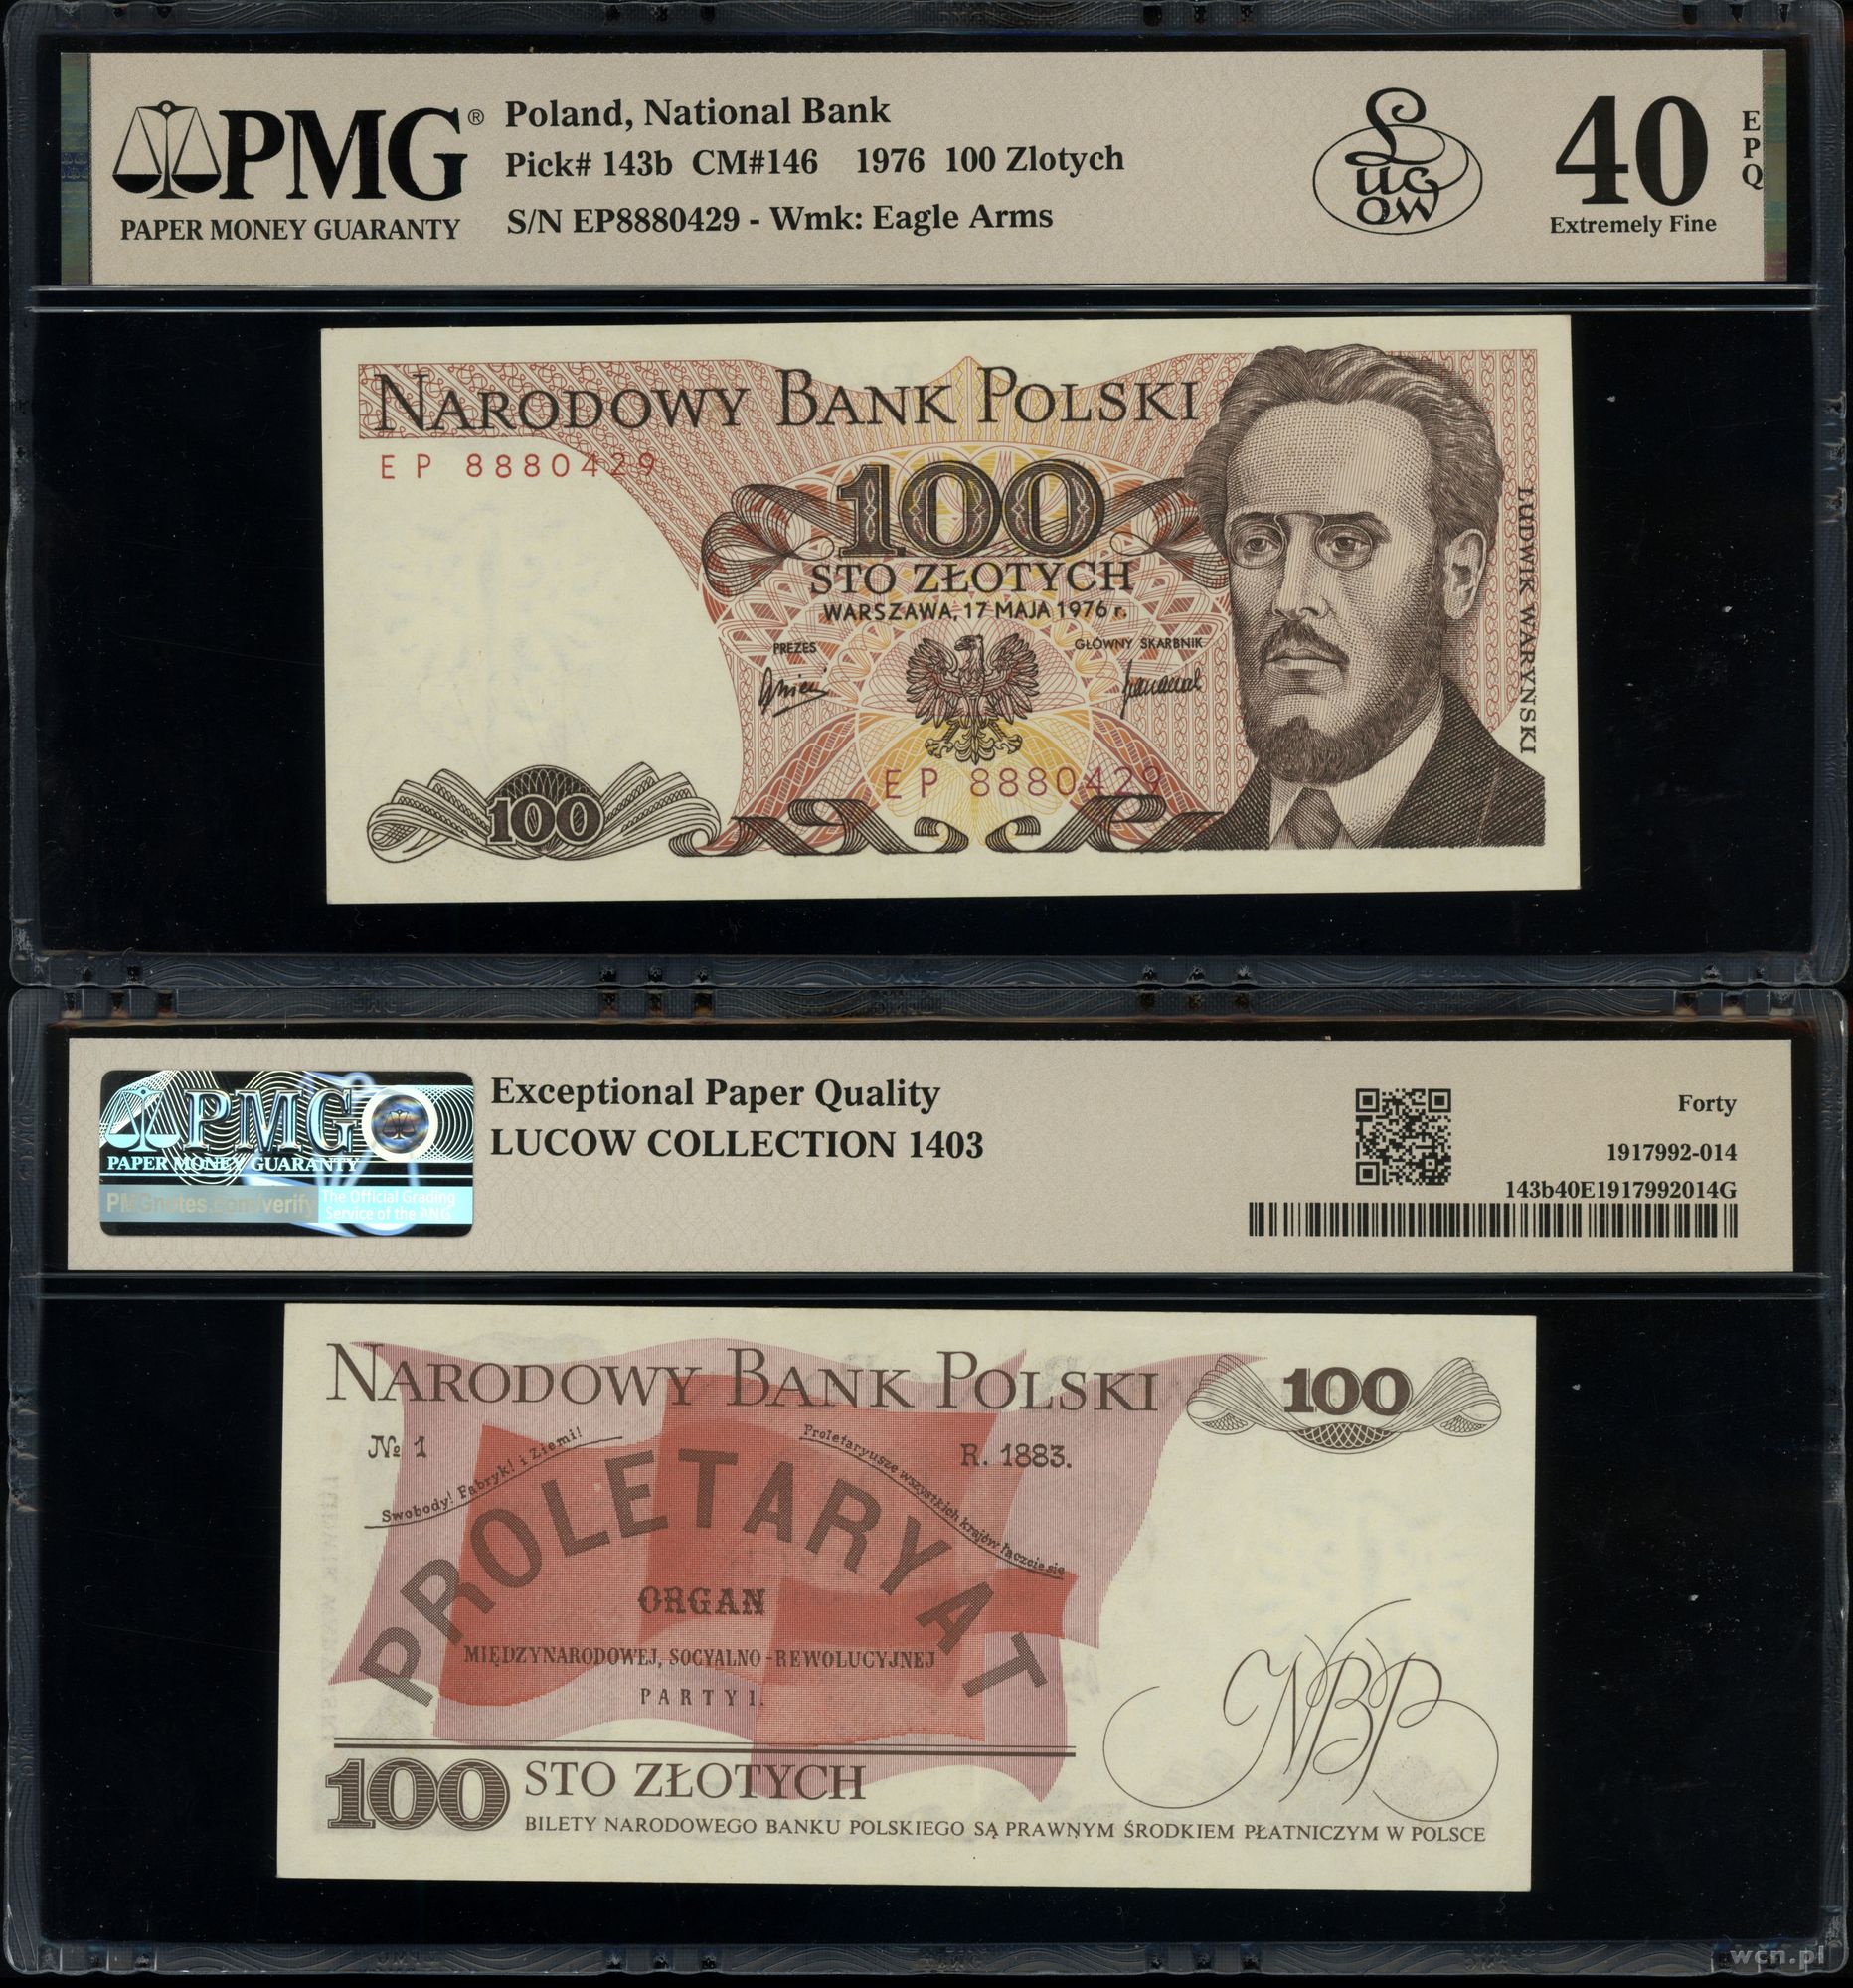 PMG®
PAPER MONEY GUARANTY
Poland, National Bank
Pick# 143b CM#146 1976 100 Zlotych
S/N EP8880429 - Wmk: Eagle Arms
Lucow
40
Extremely Fine
EPQ
NARODOWY BANK POLSKI
EP 8880429
100
STO ZŁOTYCH
WARSZAWA, 17 MAJA 1976 r.
PREZES
GŁÓWNY SKARBNIK
LUDWIK WARYŃSKI
EP 8880429
100
PMG
PAPER MONEY GUARANTY
PMGnotes.com/verify
The Official Grading
Service of the PNG
Exceptional Paper Quality
LUCOW COLLECTION 1403
Forty
1917992-014
143b40E1917992014G
NARODOWY BANK POLSKI
100
№ 1
R. 1883.
Swobody! Fabryk! i Ziemi!
Proletaryusze wszystkich krajów łączcie się
PROLETARYAT
ORGAN
MIĘDZYNARODOWEJ, SOCYALNO-REWOLUCYJNEJ
PARTYI.
NBP
100 STO ZŁOTYCH
BILETY NARODOWEGO BANKU POLSKIEGO SĄ PRAWNYM ŚRODKIEM PŁATNICZYM W POLSCE
wcn.pl